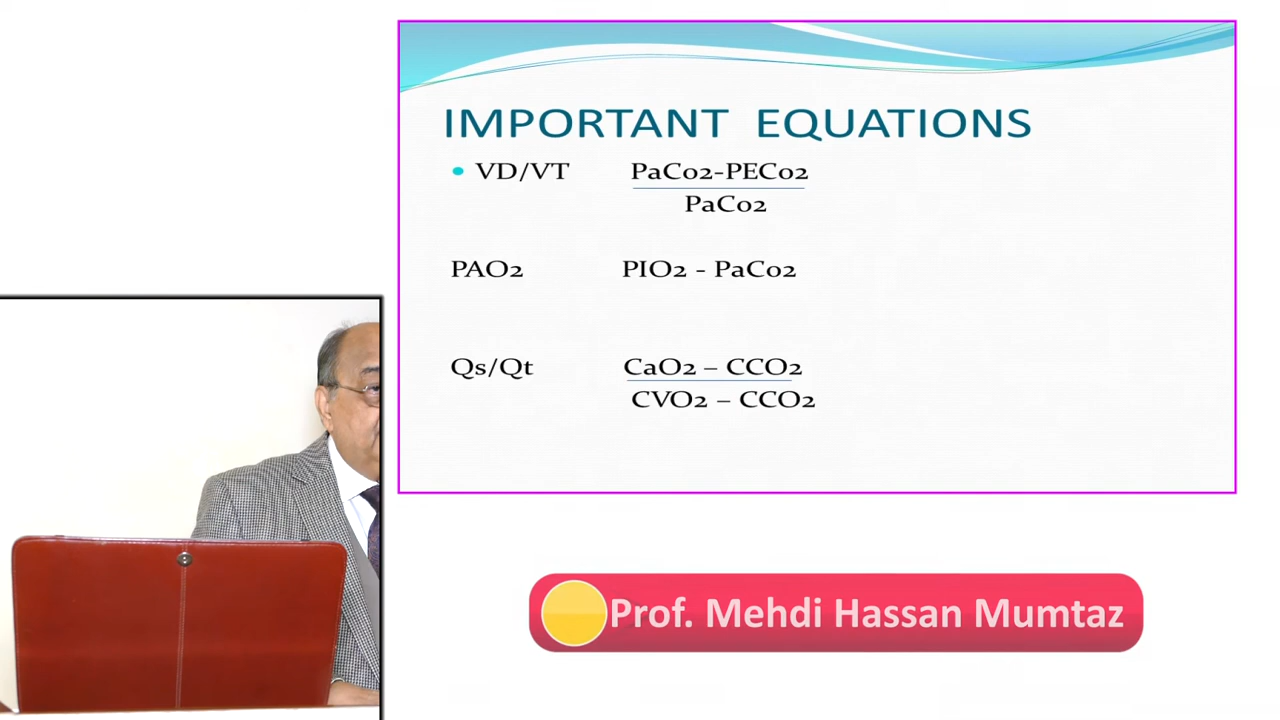 IMPORTANT EQUATIONS
• VD/VT PaCo2-PECo2
PaCo2
PAO2 PIO2 - PaCo2
Qs/Qt CaO2 – CCO2
CVO2 – CCO2
Prof. Mehdi Hassan Mumtaz